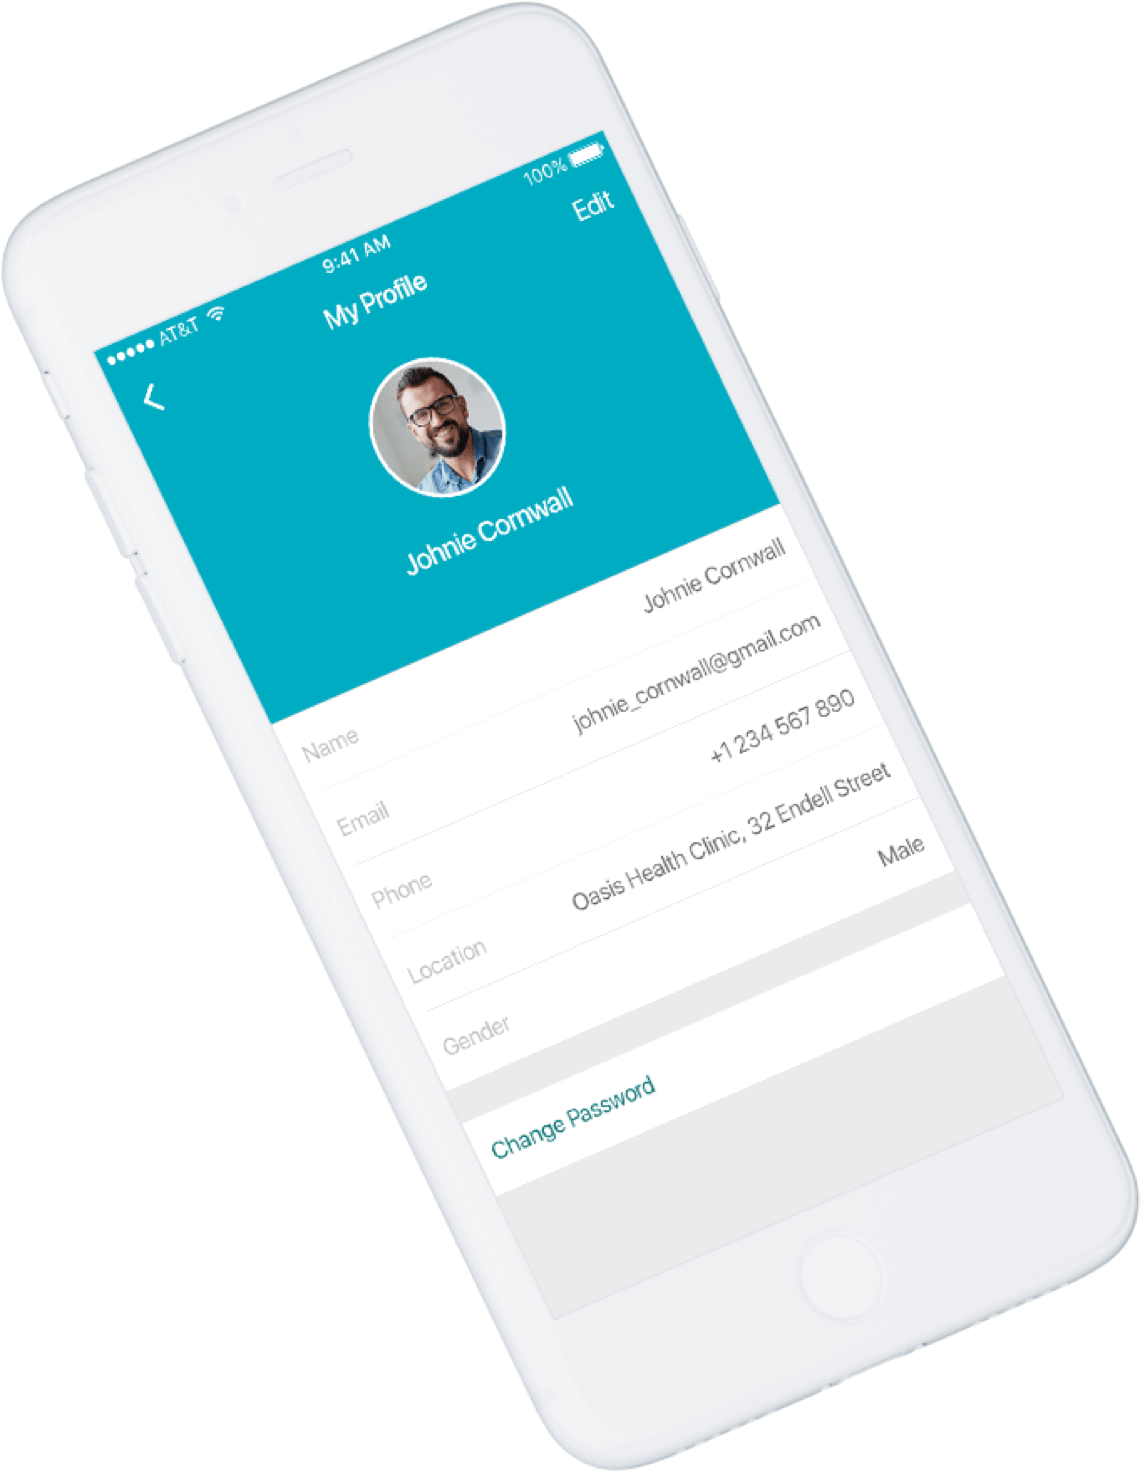 AT&T 9:41 AM 100%
My Profile Edit
Johnie Cornwall
Name Johnie Cornwall
Email johnie_cornwall@gmail.com
Phone +1 234 567 890
Location Oasis Health Clinic, 32 Endell Street
Gender Male
Change Password